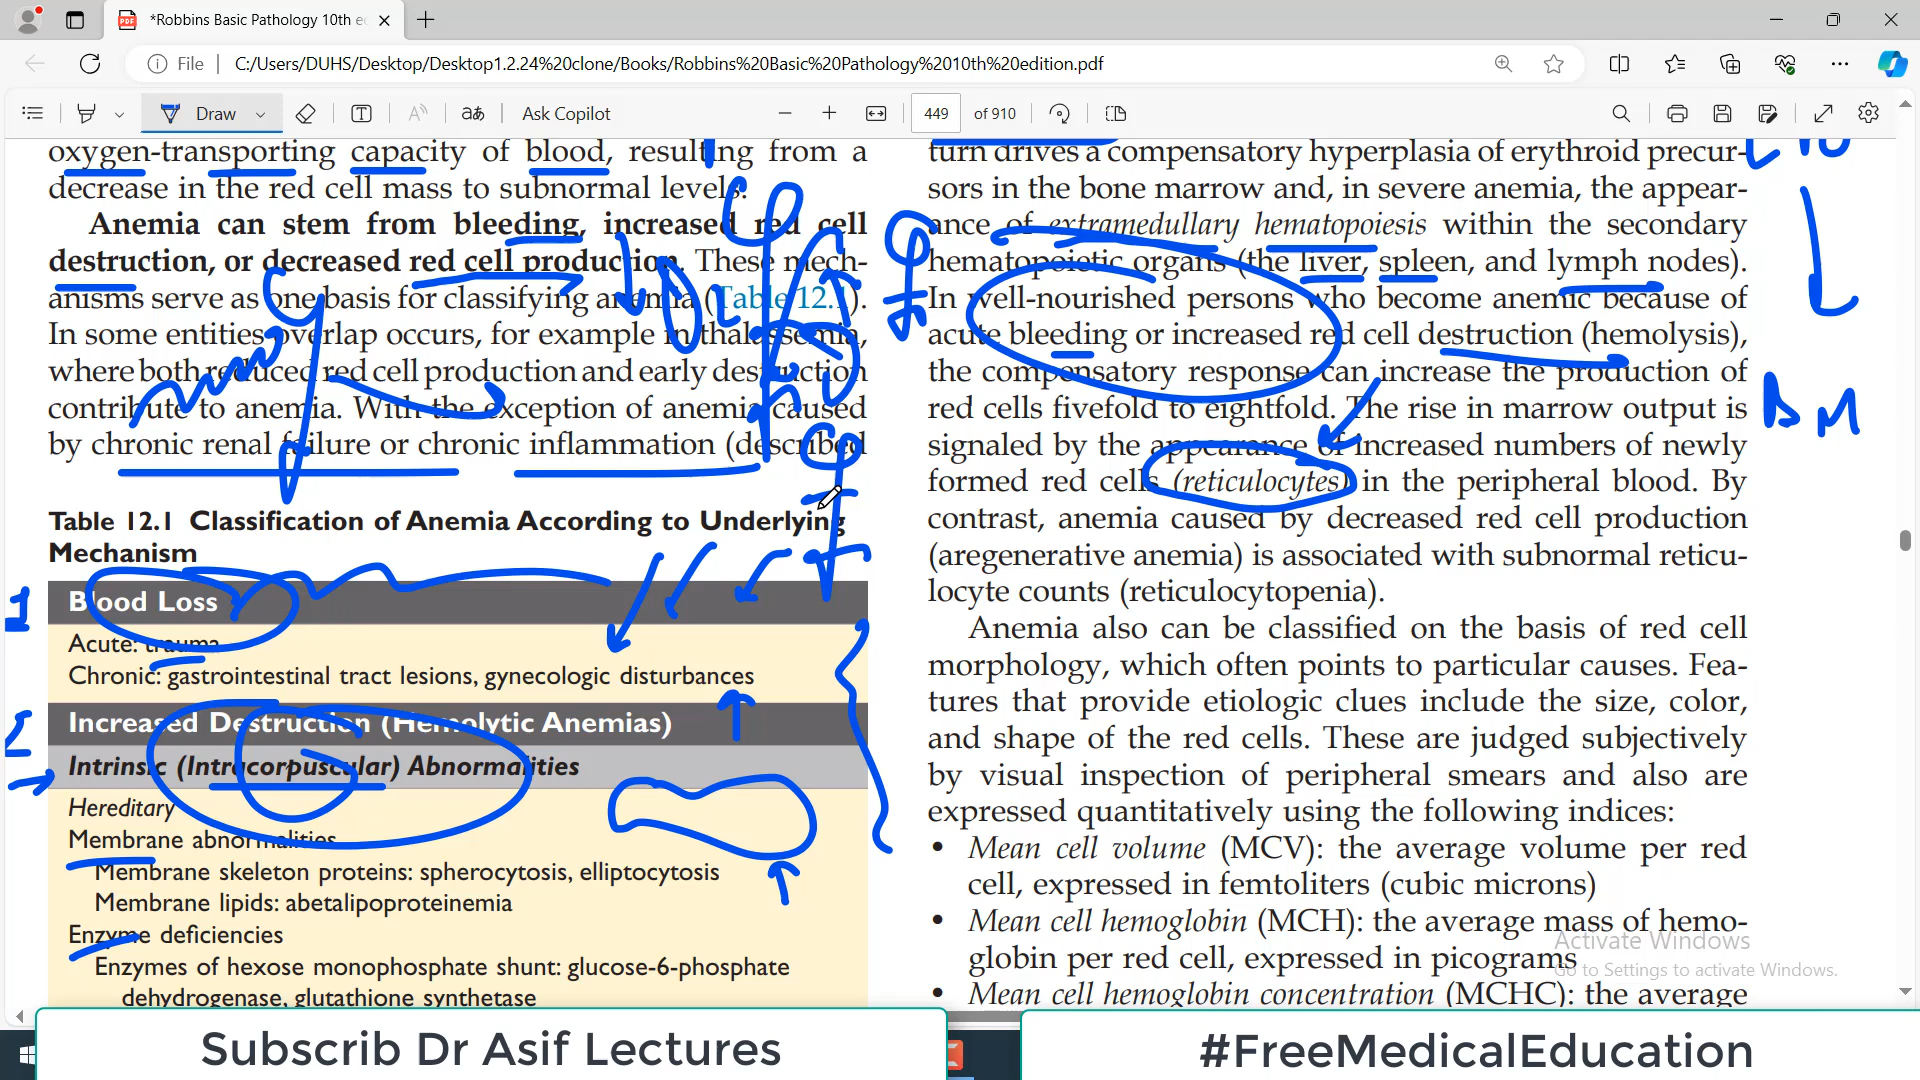 *Robbins Basic Pathology 10th e
File
C:/Users/DUHS/Desktop/Desktop1.2.24%20clone/Books/Robbins%20Basic%20Pathology%2010th%20edition.pdf
Draw
Ask Copilot
449 of 910
oxygen-transporting capacity of blood, resulting from a
decrease in the red cell mass to subnormal levels.
Anemia can stem from bleeding, increased red cell
destruction, or decreased red cell production. These mech-
anisms serve as one basis for classifying anemia (Table 12.1).
In some entities overlap occurs, for example in thalassemia,
where both reduced red cell production and early destruction
contribute to anemia. With the exception of anemia caused
by chronic renal failure or chronic inflammation (described
Table 12.1 Classification of Anemia According to Underlying
Mechanism
1
Blood Loss
Acute: trauma
Chronic: gastrointestinal tract lesions, gynecologic disturbances
2
Increased Destruction (Hemolytic Anemias)
Intrinsic (Intracorpuscular) Abnormalities
Hereditary
Membrane abnormalities
Membrane skeleton proteins: spherocytosis, elliptocytosis
Membrane lipids: abetalipoproteinemia
Enzyme deficiencies
Enzymes of hexose monophosphate shunt: glucose-6-phosphate
dehydrogenase, glutathione synthetase
turn drives a compensatory hyperplasia of erythroid precur-
sors in the bone marrow and, in severe anemia, the appear-
ance of extramedullary hematopoiesis within the secondary
hematopoietic organs (the liver, spleen, and lymph nodes).
In well-nourished persons who become anemic because of
acute bleeding or increased red cell destruction (hemolysis),
the compensatory response can increase the production of
red cells fivefold to eightfold. The rise in marrow output is
signaled by the appearance of increased numbers of newly
formed red cells (reticulocytes) in the peripheral blood. By
contrast, anemia caused by decreased red cell production
(aregenerative anemia) is associated with subnormal reticu-
locyte counts (reticulocytopenia).
BM
Anemia also can be classified on the basis of red cell
morphology, which often points to particular causes. Fea-
tures that provide etiologic clues include the size, color,
and shape of the red cells. These are judged subjectively
by visual inspection of peripheral smears and also are
expressed quantitatively using the following indices:
• Mean cell volume (MCV): the average volume per red
cell, expressed in femtoliters (cubic microns)
• Mean cell hemoglobin (MCH): the average mass of hemo-
globin per red cell, expressed in picograms
• Mean cell hemoglobin concentration (MCHC): the average
Activate Windows
Go to Settings to activate Windows.
Subscrib Dr Asif Lectures
#FreeMedicalEducation